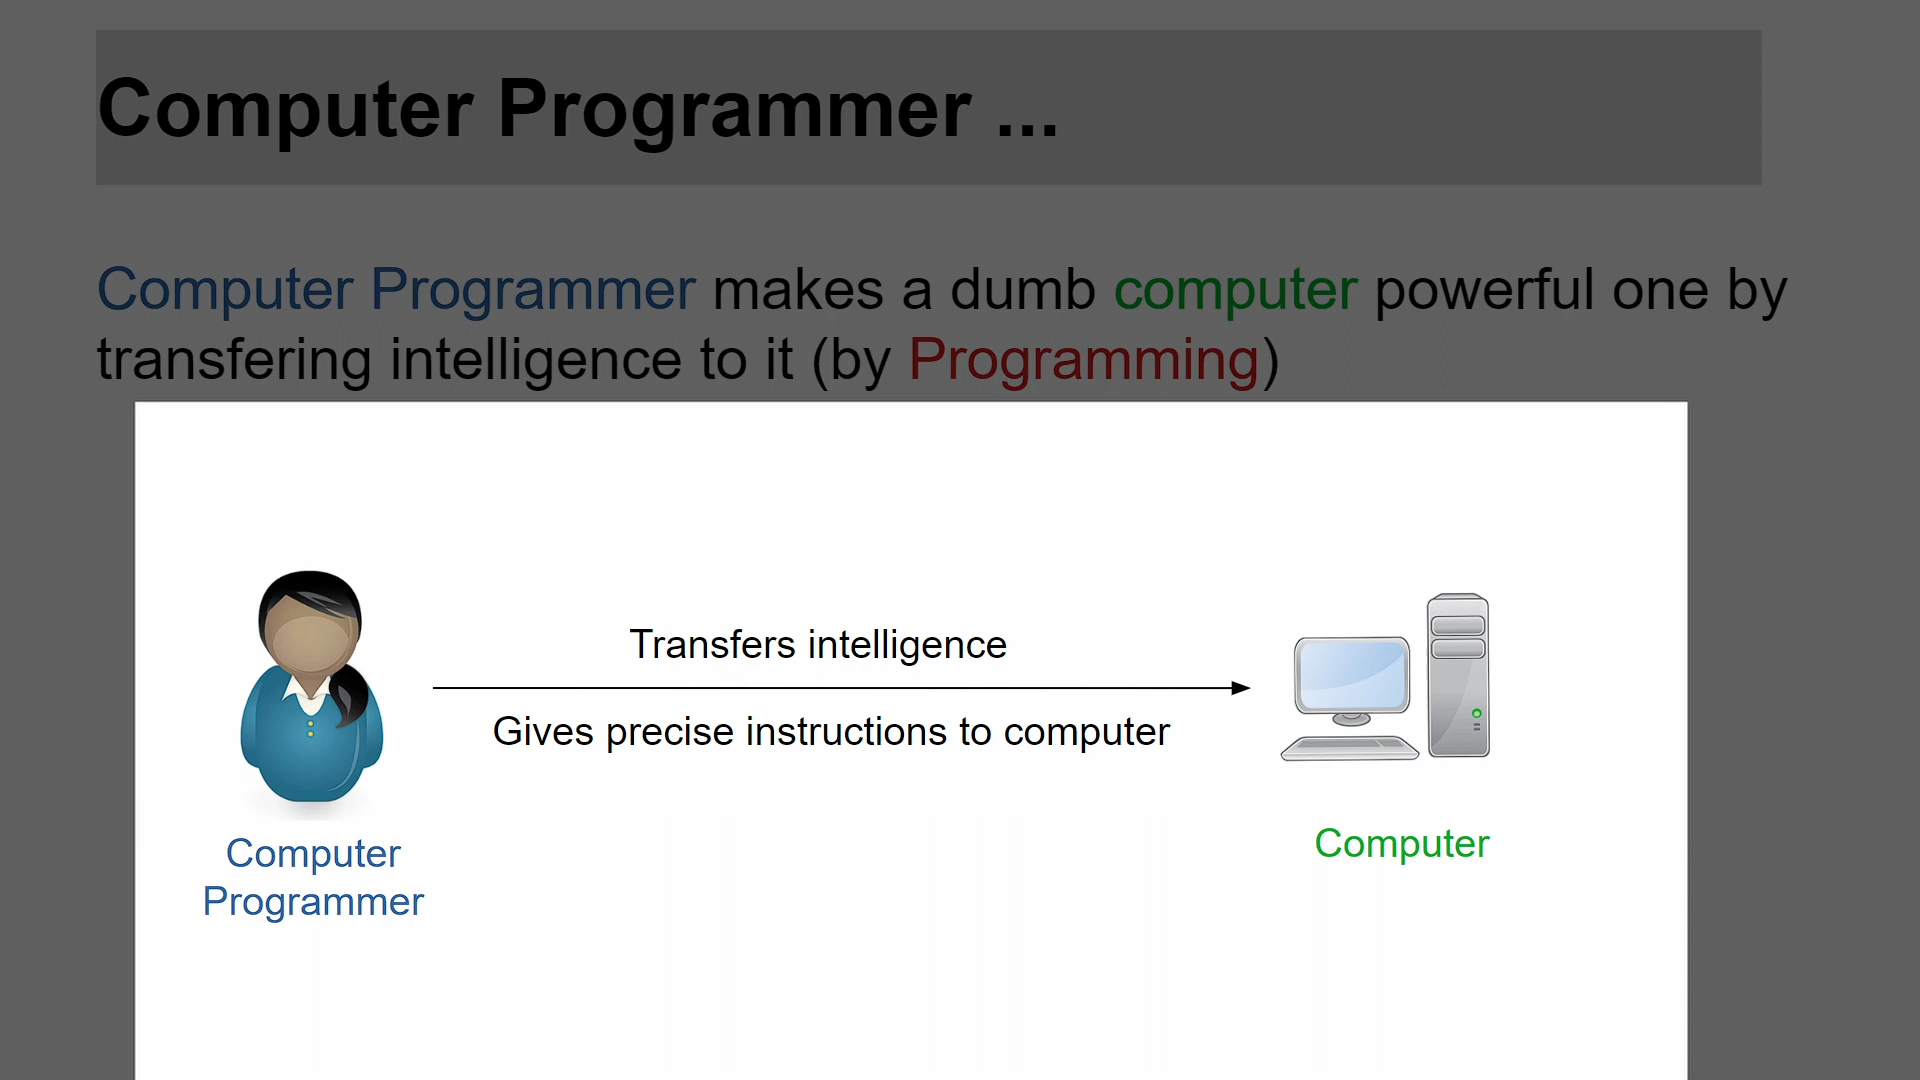 Computer Programmer ...
Computer Programmer makes a dumb computer powerful one by
transfering intelligence to it (by Programming)
Transfers intelligence
Gives precise instructions to computer
Computer
Programmer
Computer